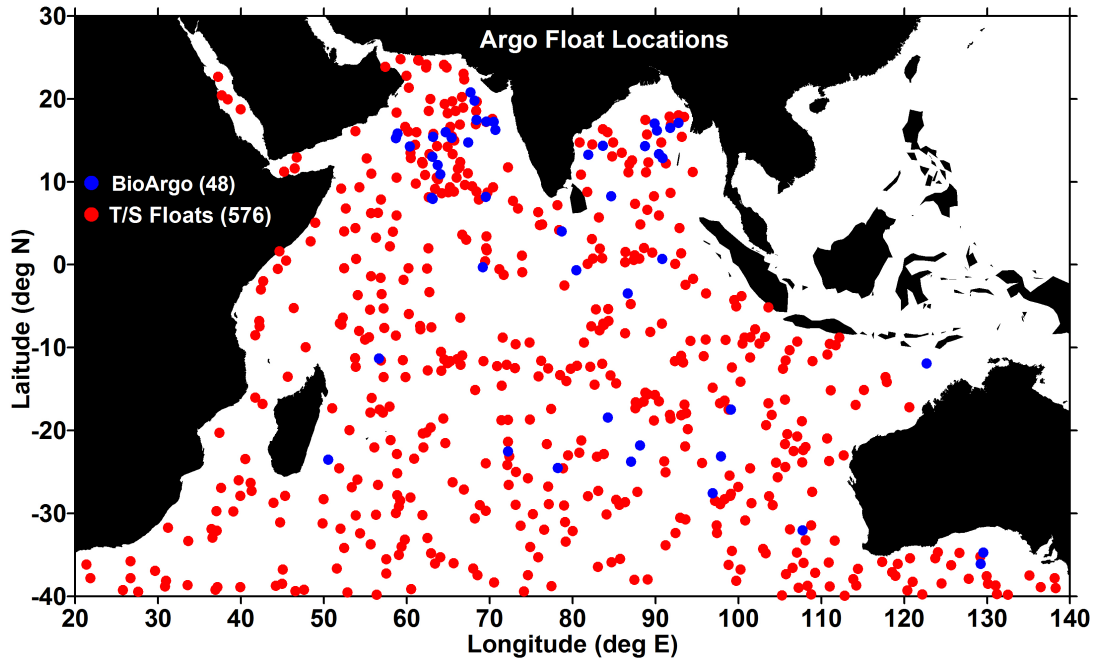 Argo Float Locations
BioArgo (48)
T/S Floats (576)
Laitude (deg N)
30
20
10
0
-10
-20
-30
-40
20 30 40 50 60 70 80 90 100 110 120 130 140
Longitude (deg E)